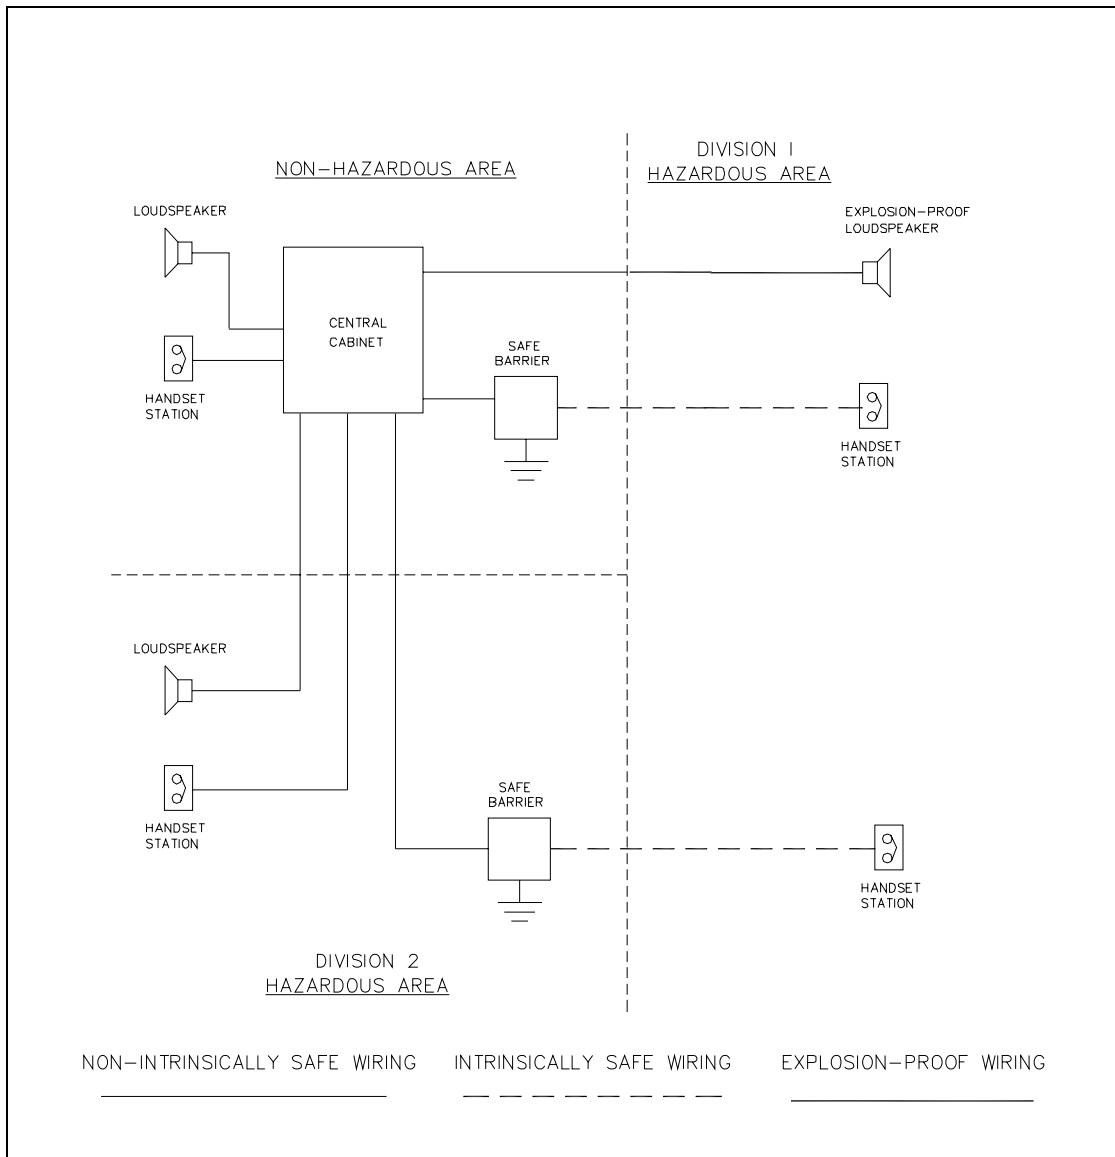 NON-HAZARDOUS AREA
DIVISION 1
HAZARDOUS AREA
LOUDSPEAKER
EXPLOSION-PROOF
LOUDSPEAKER
CENTRAL
CABINET
SAFE
BARRIER
HANDSET
STATION
HANDSET
STATION
LOUDSPEAKER
HANDSET
STATION
SAFE
BARRIER
HANDSET
STATION
DIVISION 2
HAZARDOUS AREA
NON-INTRINSICALLY SAFE WIRING
INTRINSICALLY SAFE WIRING
EXPLOSION-PROOF WIRING